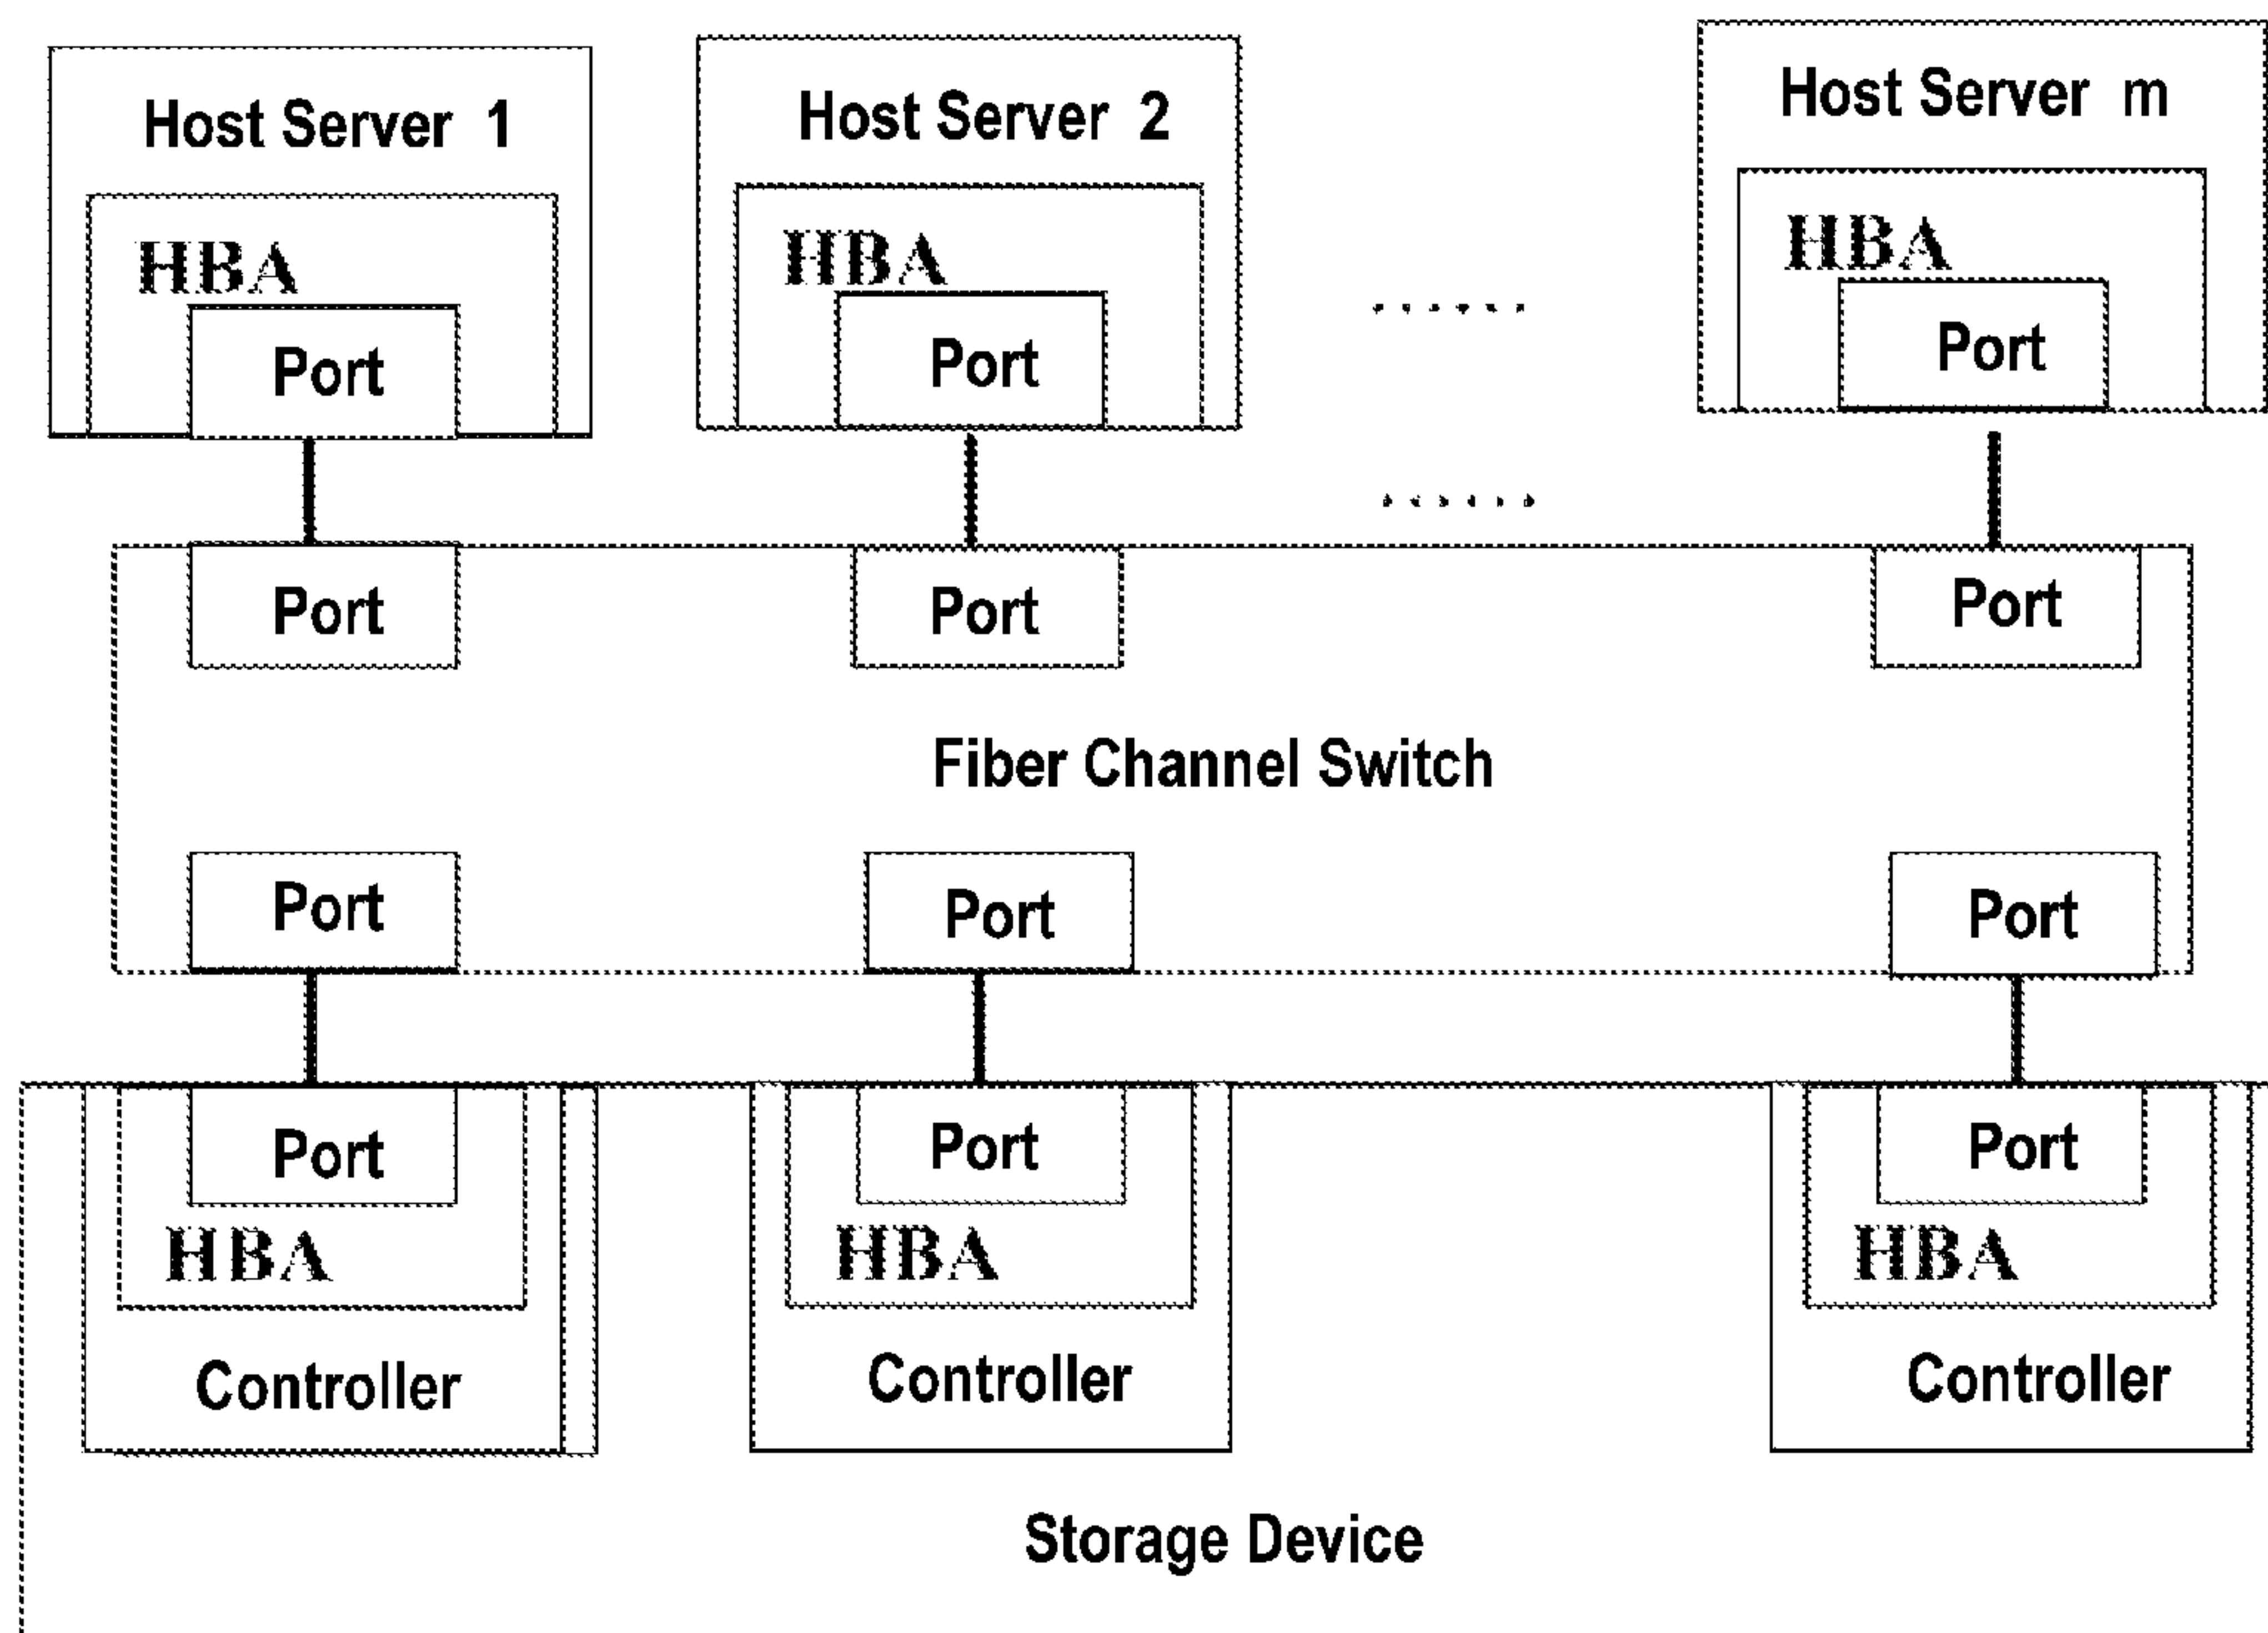 Host Server 1
Host Server 2
Host Server m
HBA
HBA
HBA
Port
Port
Port
......
......
Port
Port
Port
Fiber Channel Switch
Port
Port
Port
Port
Port
Port
HBA
HBA
HBA
Controller
Controller
Controller
Storage Device